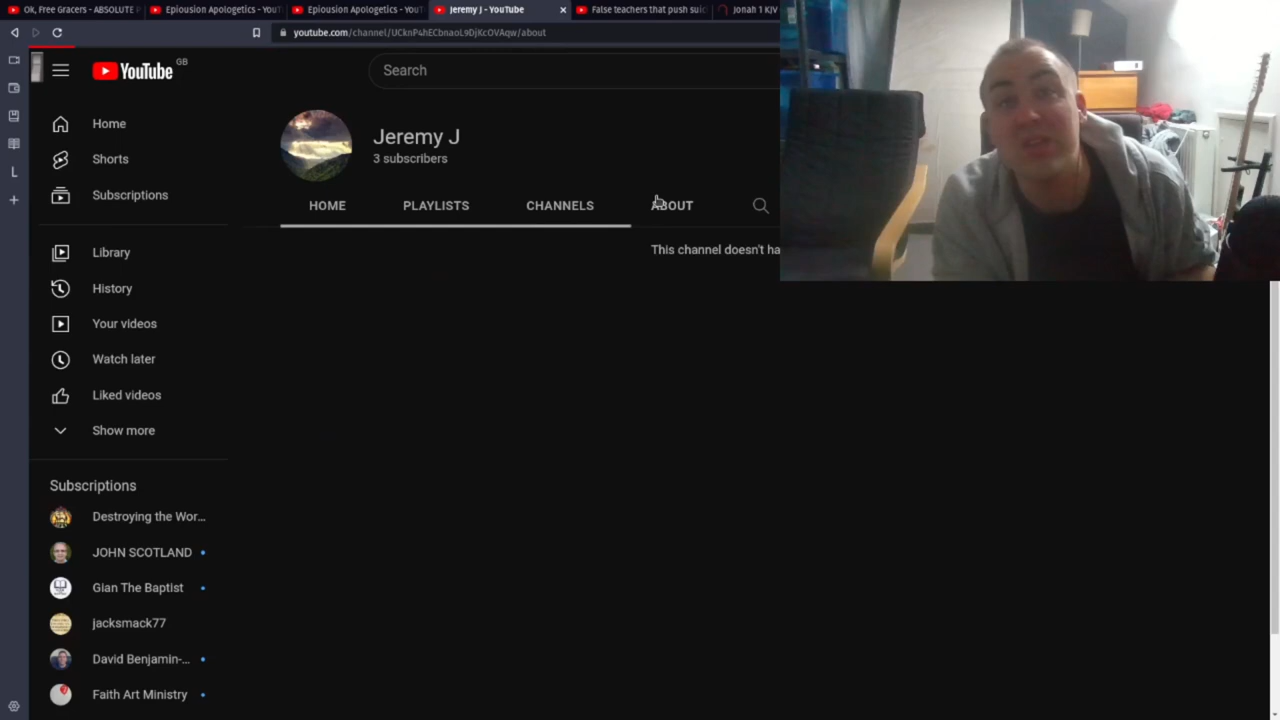 Ok, Free Gracers - ABSOLUTE
Epiousion Apologetics - YouT
Epiousion Apologetics - YouT
Jeremy J - YouTube
False teachers that push suic
Jonah 1 KJV
youtube.com/channel/UCknP4hECbnaoL9DjKcOVAqw/about
YouTube GB
Search
Home
Shorts
Subscriptions
Library
History
Your videos
Watch later
Liked videos
Show more
Subscriptions
Destroying the Wor...
JOHN SCOTLAND
Gian The Baptist
jacksmack77
David Benjamin-...
Faith Art Ministry
Jeremy J
3 subscribers
HOME
PLAYLISTS
CHANNELS
ABOUT
This channel doesn't ha
L